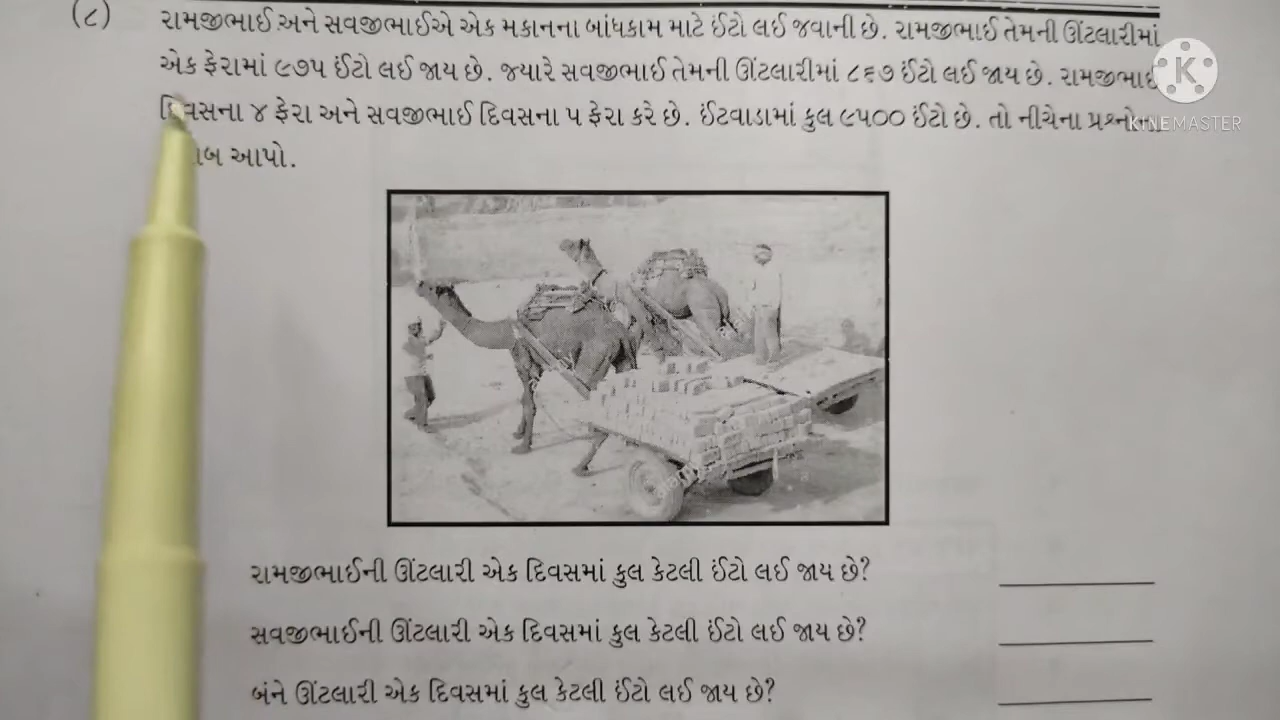 (૮) રામજીભાઈ અને સવજીભાઈએ એક મકાનના બાંધકામ માટે ઈંટો લઈ જવાની છે. રામજીભાઈ તેમની ઊંટલારીમાં
એક ફેરામાં ૯૭૫ ઈંટો લઈ જાય છે. જ્યારે સવજીભાઈ તેમની ઊંટલારીમાં ૮૬૭ ઈંટો લઈ જાય છે. રામજીભાઈ
દિવસના ૪ ફેરા અને સવજીભાઈ દિવસના ૫ ફેરા કરે છે. ઈંટવાડામાં કુલ ૯૫૦૦ ઈંટો છે. તો નીચેના
આપો.
K
KINEMASTER
રામજીભાઈની ઊંટલારી એક દિવસમાં કુલ કેટલી ઈંટો લઈ જાય છે?
સવજીભાઈની ઊંટલારી એક દિવસમાં કુલ કેટલી ઈંટો લઈ જાય છે?
બંને ઊંટલારી એક દિવસમાં કુલ કેટલી ઈંટો લઈ જાય છે?